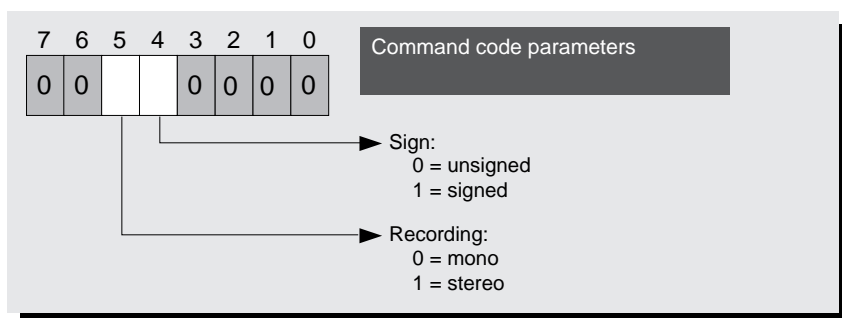 7 6 5 4 3 2 1 0
Command code parameters
0 0 0 0 0 0
Sign:
0 = unsigned
1 = signed
Recording:
0 = mono
1 = stereo